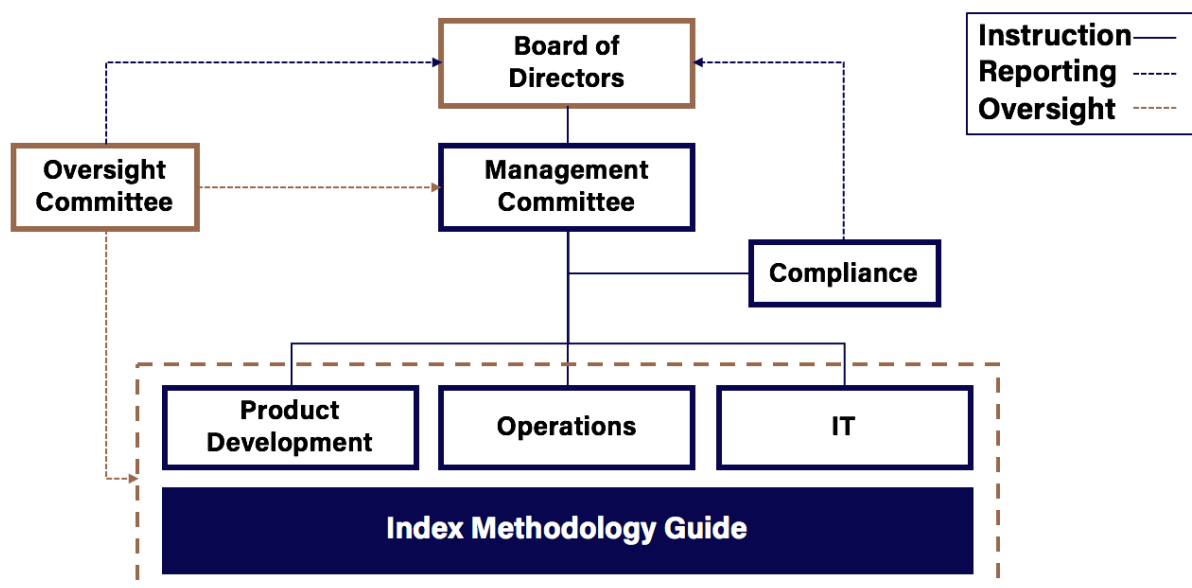 Board of
Directors
Instruction
Reporting
Oversight
Oversight
Committee
Management
Committee
Compliance
Product
Development
Operations
IT
Index Methodology Guide